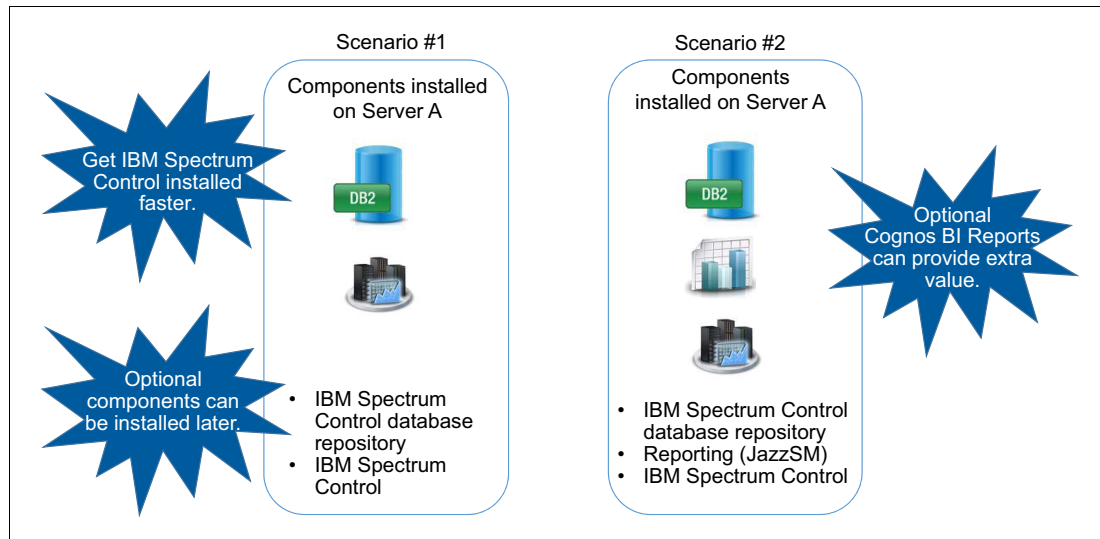 Scenario #1
Components installed
on Server A
Get IBM Spectrum
Control installed
faster.
DB2
Optional
components can
be installed later.
• IBM Spectrum
Control database
repository
• IBM Spectrum
Control
Scenario #2
Components
installed on Server A
DB2
Optional
Cognos BI Reports
can provide extra
value.
• IBM Spectrum Control
database repository
• Reporting (JazzSM)
• IBM Spectrum Control